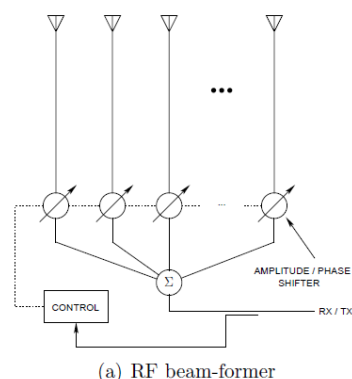 AMPLITUDE / PHASE
SHIFTER
Σ
CONTROL
RX / TX
(a) RF beam-former